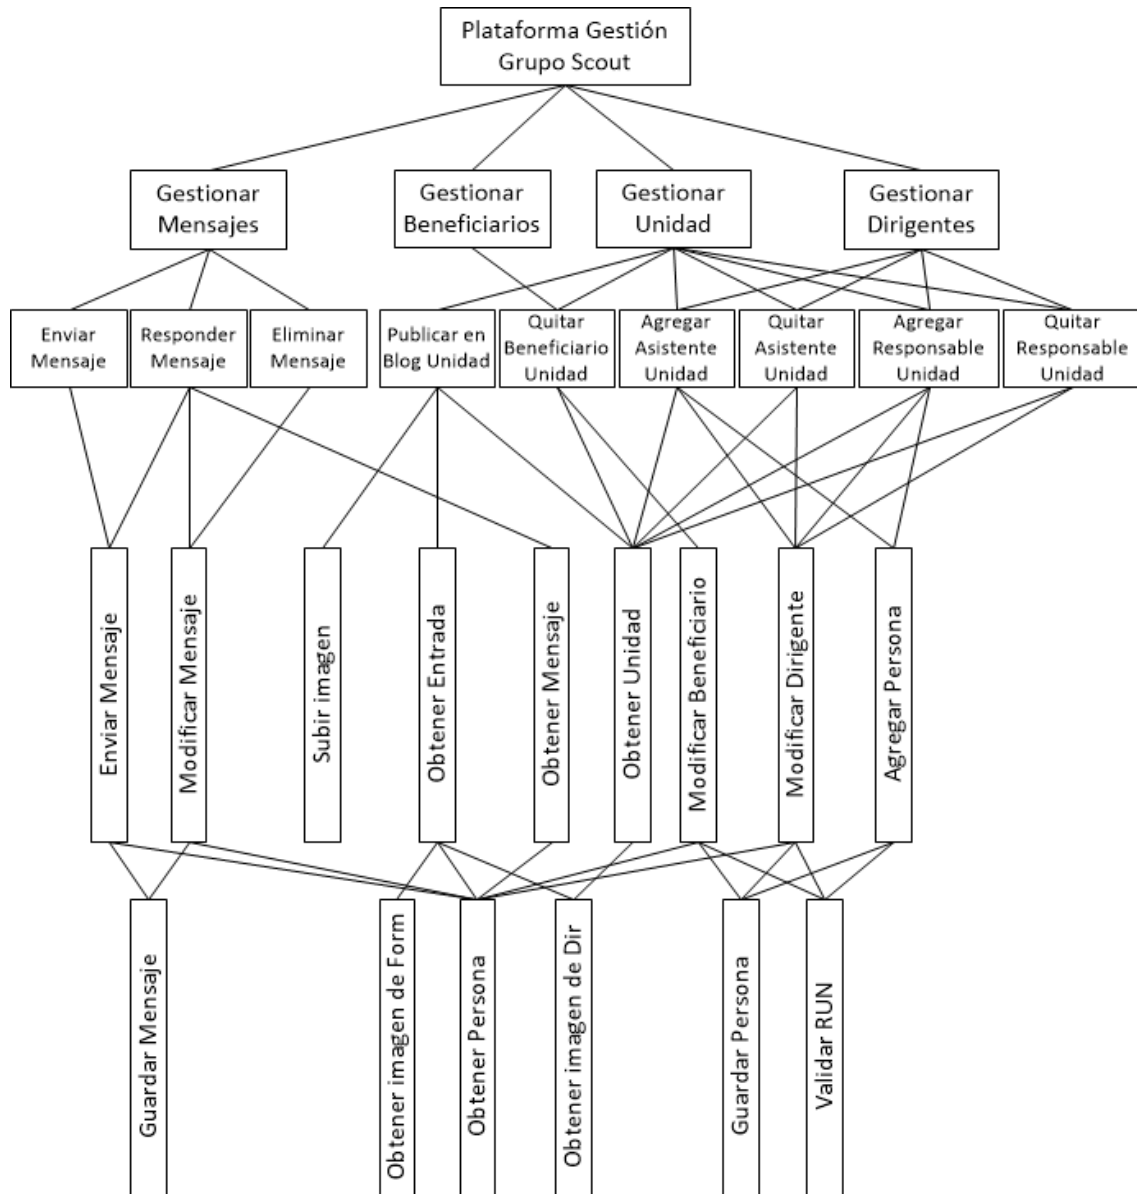 Plataforma Gestión
Grupo Scout
Gestionar
Mensajes
Gestionar
Beneficiarios
Gestionar
Unidad
Gestionar
Dirigentes
Enviar
Mensaje
Responder
Mensaje
Eliminar
Mensaje
Publicar en
Blog Unidad
Quitar
Beneficiario
Unidad
Agregar
Asistente
Unidad
Quitar
Asistente
Unidad
Agregar
Responsable
Unidad
Quitar
Responsable
Unidad
Enviar Mensaje
Modificar Mensaje
Subir imagen
Obtener Entrada
Obtener Mensaje
Obtener Unidad
Modificar Beneficiario
Modificar Dirigente
Agregar Persona
Guardar Mensaje
Obtener imagen de Form
Obtener Persona
Obtener imagen de Dir
Guardar Persona
Validar RUN